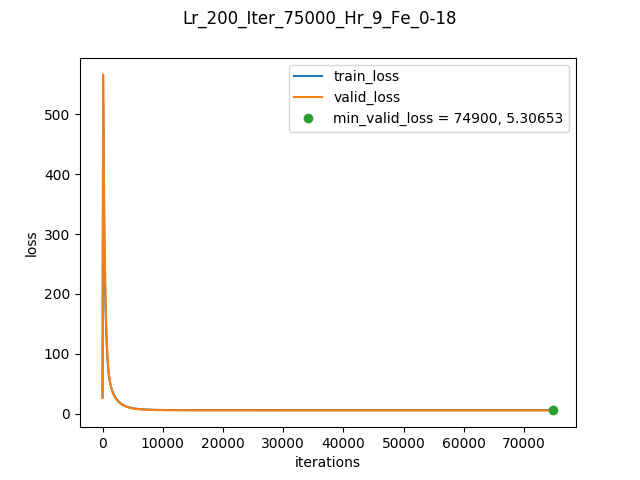 Lr_200_Iter_75000_Hr_9_Fe_0-18
train_loss
valid_loss
min_valid_loss = 74900, 5.30653
loss
500
400
300
200
100
0
0 10000 20000 30000 40000 50000 60000 70000
iterations